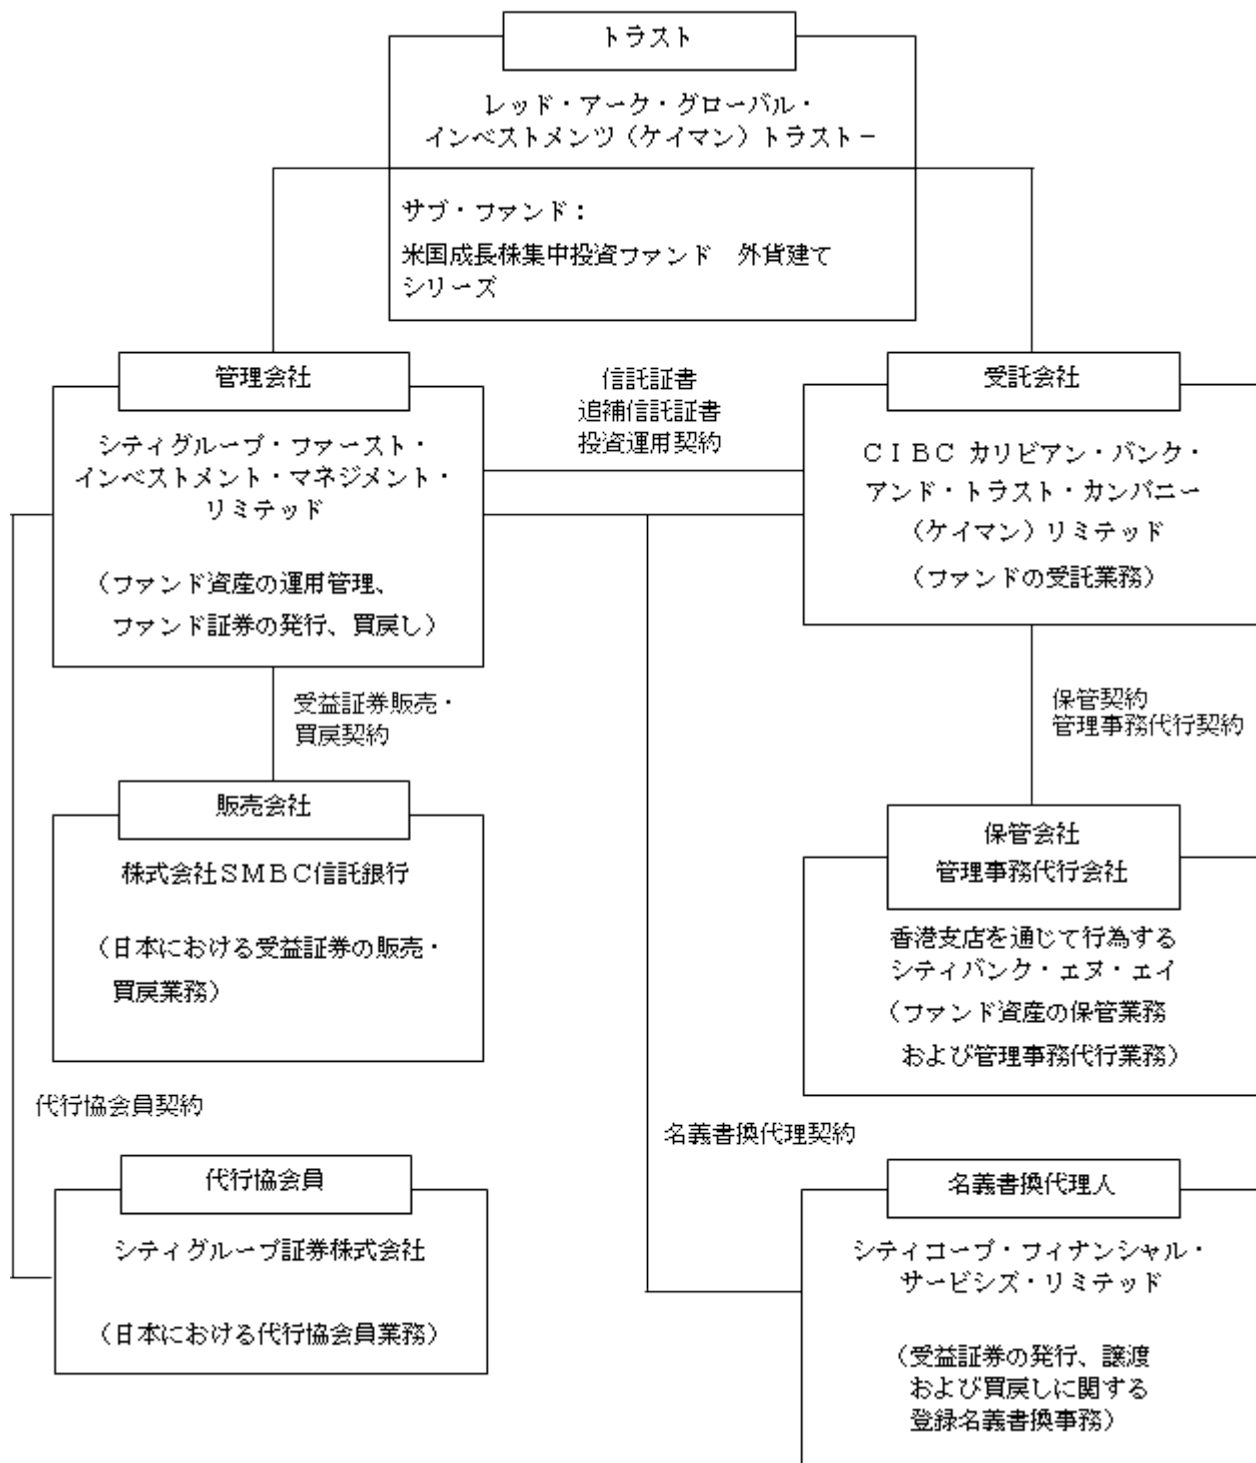 トラスト
レッド・アーク・グローバル・
インベストメンツ（ケイマン）トラスト－
サブ・ファンド：
米国成長株集中投資ファンド　外貨建て
シリーズ
管理会社
シティグループ・ファースト・
インベストメント・マネジメント・
リミテッド
（ファンド資産の運用管理、
ファンド証券の発行、買戻し）
信託証書
追補信託証書
投資運用契約
受託会社
ＣＩＢＣ カリビアン・バンク・
アンド・トラスト・カンパニー
（ケイマン）リミテッド
（ファンドの受託業務）
受益証券販売・
買戻契約
保管契約
管理事務代行契約
販売会社
株式会社ＳＭＢＣ信託銀行
（日本における受益証券の販売・
買戻業務）
保管会社
管理事務代行会社
香港支店を通じて行為する
シティバンク・エヌ・エイ
（ファンド資産の保管業務
および管理事務代行業務）
代行協会員契約
名義書換代理契約
代行協会員
シティグループ証券株式会社
（日本における代行協会員業務）
名義書換代理人
シティコープ・フィナンシャル・
サービシズ・リミテッド
（受益証券の発行、譲渡
および買戻しに関する
登録名義書換事務）